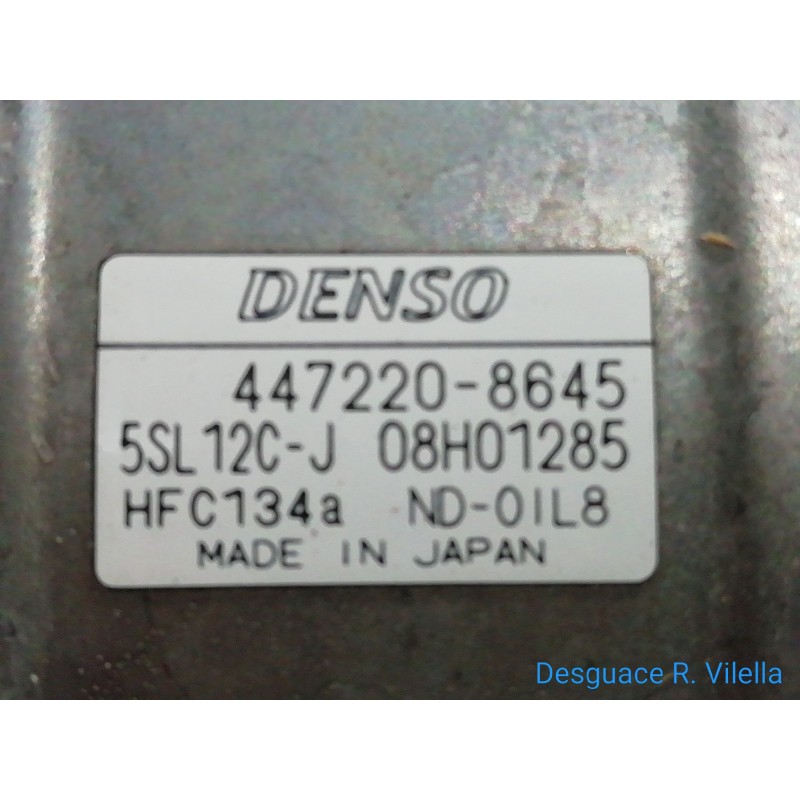 DENSO
447220-8645
5SL12C-J 08H01285
HFC134a ND-OIL8
MADE IN JAPAN
Desguace R. Vilella